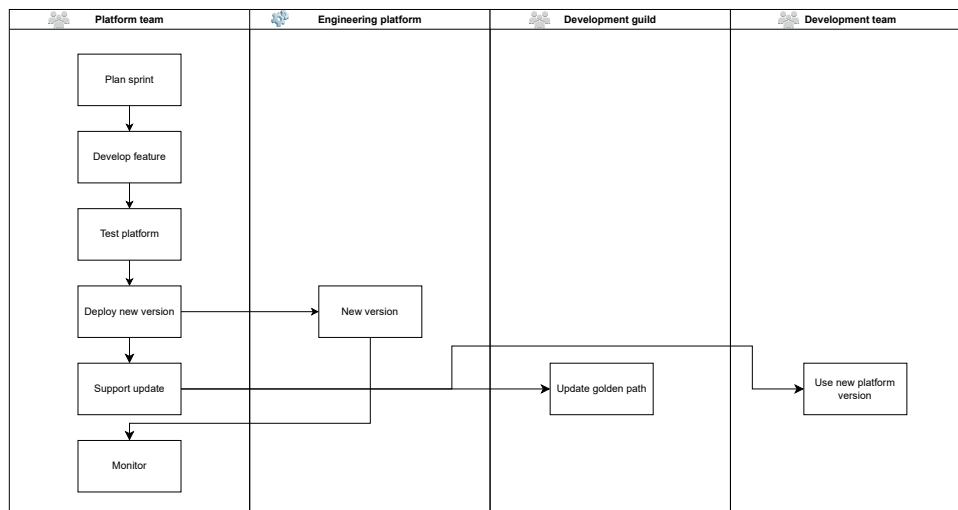 Platform team
Engineering platform
Development guild
Development team
Plan sprint
Develop feature
Test platform
Deploy new version
New version
Support update
Update golden path
Use new platform
version
Monitor